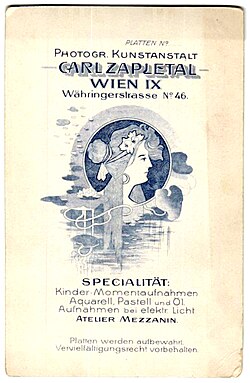 PLATTEN Nº
PHOTOGR. KUNSTANSTALT
CARL ZAPLETAL
WIEN IX
Währingerstrasse Nº 46.
SPECIALITÄT:
Kinder-Momentaufnahmen
Aquarell, Pastell und Öl.
Aufnahmen bei elektr. Licht
ATELIER MEZZANIN.
Platten werden aufbewahrt,
Vervielfältigungsrecht vorbehalten.